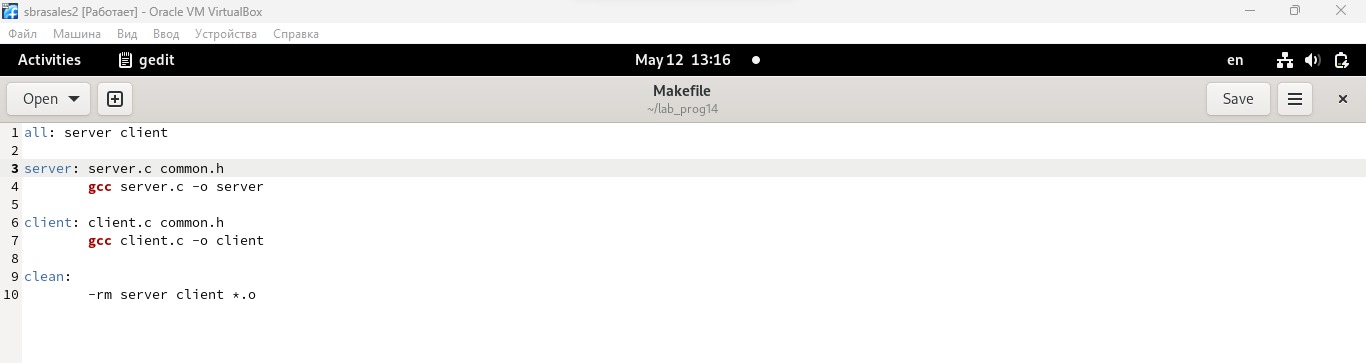 sbrasales2 [Работает] - Oracle VM VirtualBox
Файл Машина Вид Ввод Устройства Справка
Activities gedit May 12 13:16 en
Open Makefile Save
~/lab_prog14
1 all: server client
2
3 server: server.c common.h
4 gcc server.c -o server
5
6 client: client.c common.h
7 gcc client.c -o client
8
9 clean:
10 -rm server client *.o